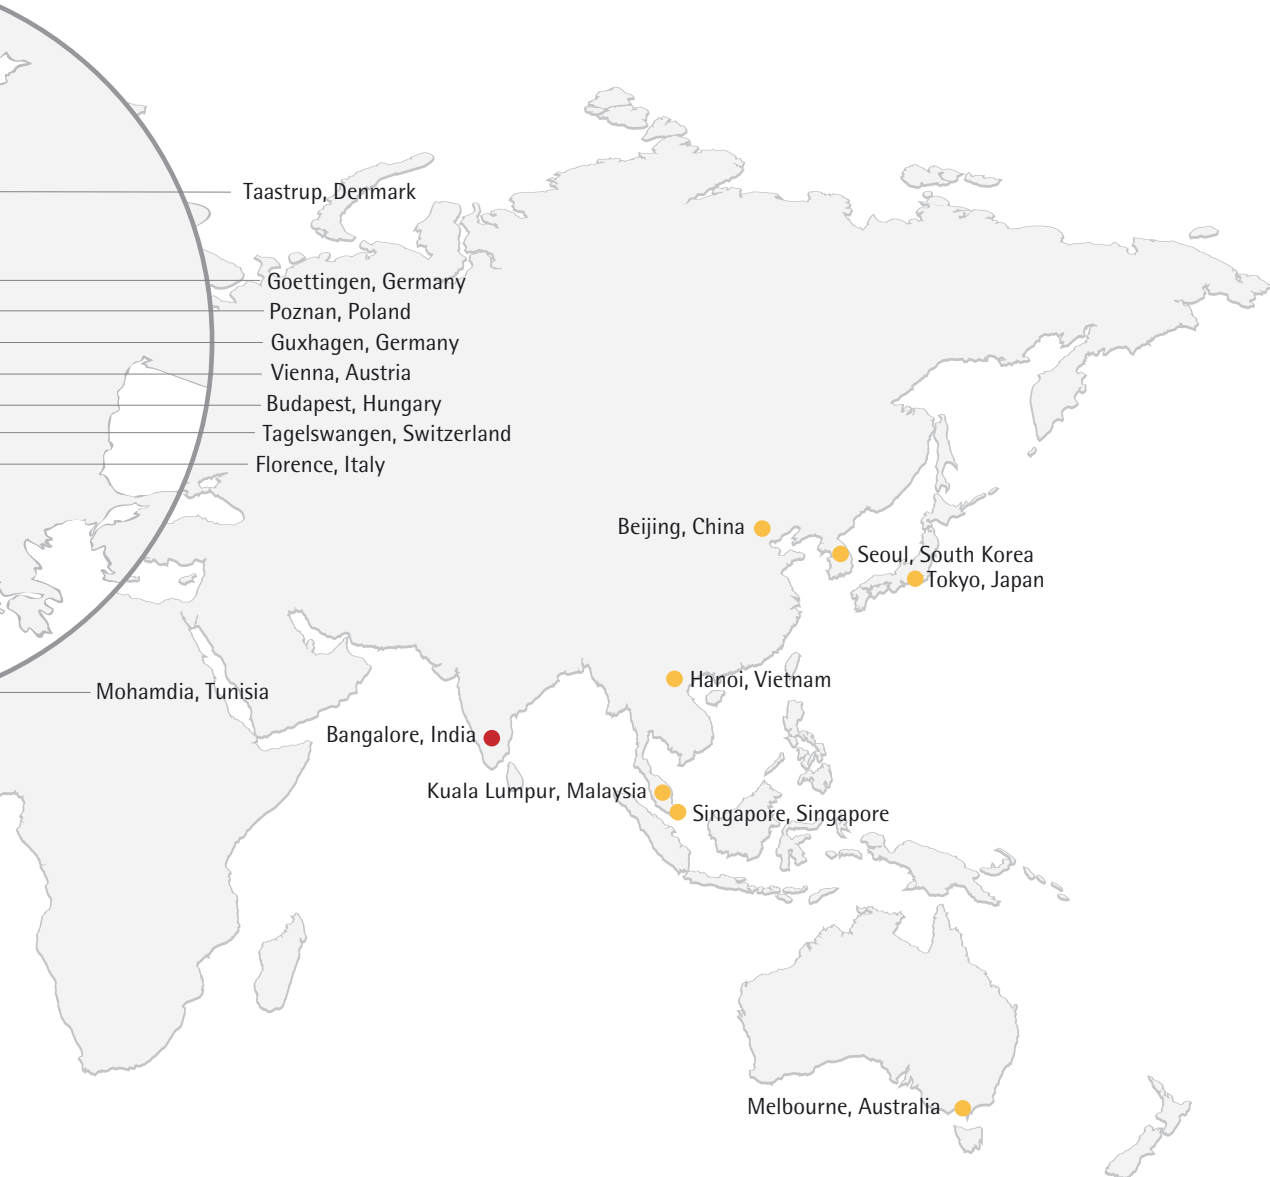 Taastrup, Denmark
Goettingen, Germany
Poznan, Poland
Guxhagen, Germany
Vienna, Austria
Budapest, Hungary
Tagelswangen, Switzerland
Florence, Italy
Beijing, China
Seoul, South Korea
Tokyo, Japan
Hanoi, Vietnam
Mohamdia, Tunisia
Bangalore, India
Kuala Lumpur, Malaysia
Singapore, Singapore
Melbourne, Australia